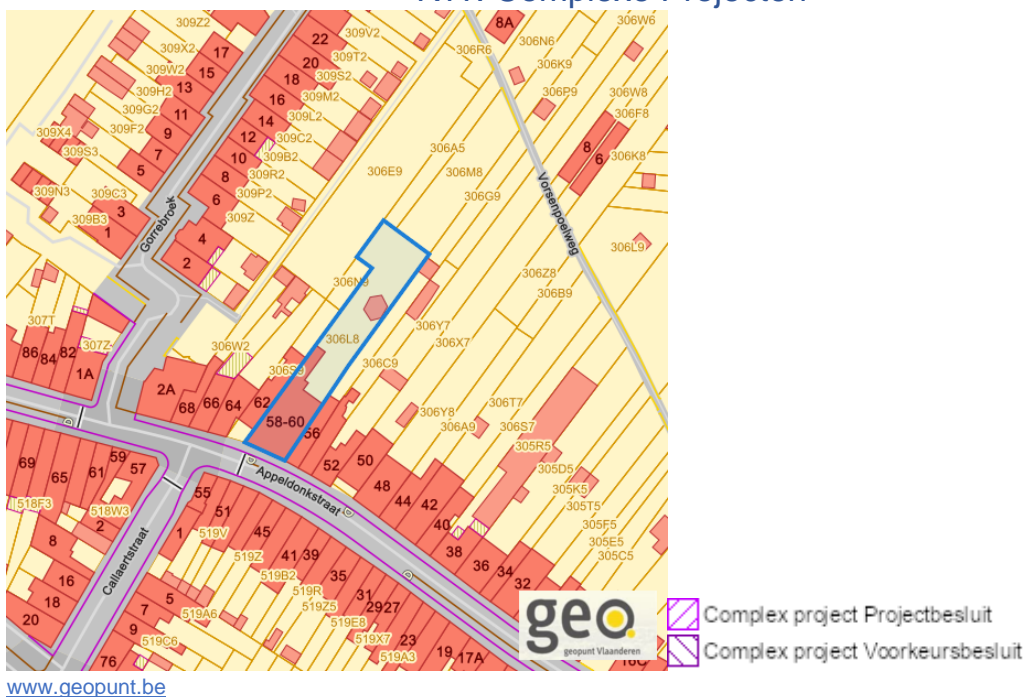 306W6
309Z2
309V2
8A
306N6
309X2
17
22
309T2
306R6
306K9
309W2
15
20
309S2
309H2
13
18
309M2
306P9
306W8
309G2
11
16
309L2
306F8
309X4
309F2
9
14
309C2
306A5
8
309S3
7
12
309B2
6
306K8
5
10
309R2
306E9
306M8
309N3
309C3
8
309P2
306G9
Vorsenpoelweg
3
6
309Z
309B3
1
Gorrebroek
4
306L9
2
306N9
306Z8
306B9
307T
306Y7
307Z
306W2
306L8
306X7
86
84
82
306S9
306C9
1A
2A
68
66
64
62
58-60
56
306Y8
306T7
306A9
306S7
305R5
D
69
65
61
59
57
D
Appeldonkstraat
52
50
48
44
42
40
305D5
305K5
305T5
305F5
305E5
305C5
518F3
518W3
2
55
51
D
8
Callaertstraat
1
519V
45
38
36
34
32
16
519Z
41
39
D
18
5
519B2
35
20
7
519A6
519R
31
519Z5
29
27
9
519E8
519C6
519X7
23
76
519A3
19
17A
16C
geo.
geopunt Vlaanderen
Complex project Projectbesluit
Complex project Voorkeursbesluit
www.geopunt.be